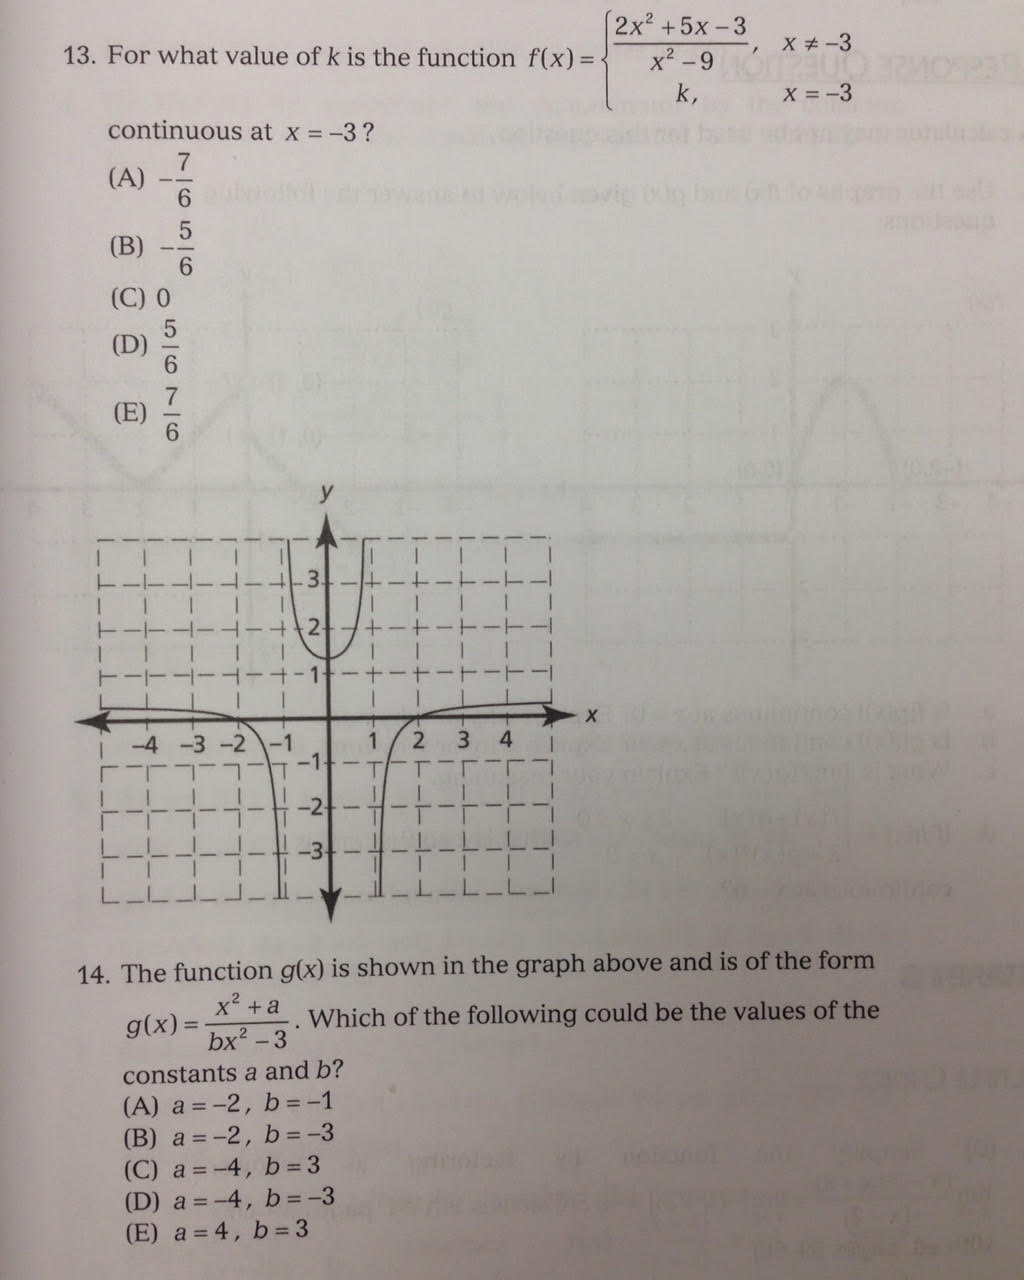 13. For what value of k is the function f(x) = { (2x² + 5x – 3)/(x² – 9), x ≠ –3
k, x = –3
continuous at x = –3?
(A) –7/6
(B) –5/6
(C) 0
(D) 5/6
(E) 7/6
y
3
2
1
x
–4 –3 –2 –1 1 2 3 4
–1
–2
–3
14. The function g(x) is shown in the graph above and is of the form
g(x) = (x² + a)/(bx² – 3). Which of the following could be the values of the
constants a and b?
(A) a = –2, b = –1
(B) a = –2, b = –3
(C) a = –4, b = 3
(D) a = –4, b = –3
(E) a = 4, b = 3